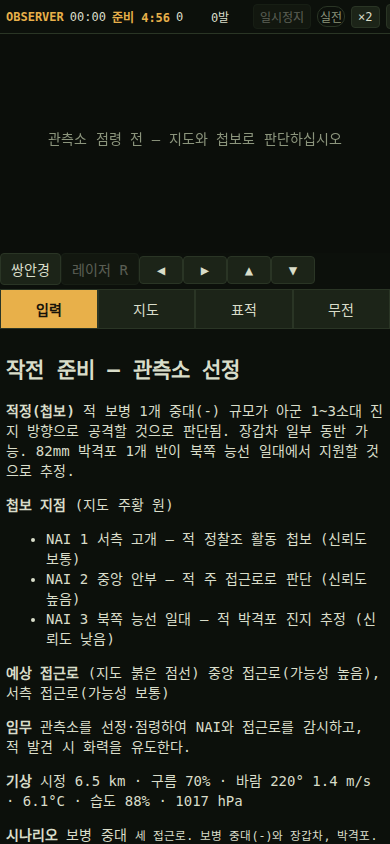 OBSERVER 00:00 준비 4:56 0 0발 일시정지 실전 ×2
관측소 점령 전 — 지도와 첩보로 판단하십시오
쌍안경 레이저 R ◀ ▶ ▲ ▼
입력 지도 표적 무전
작전 준비 — 관측소 선정
적정(첩보) 적 보병 1개 중대(-) 규모가 아군 1~3소대 진
지 방향으로 공격할 것으로 판단됨. 장갑차 일부 동반 가
능. 82mm 박격포 1개 반이 북쪽 능선 일대에서 지원할 것
으로 추정.
첩보 지점 (지도 주황 원)
• NAI 1 서측 고개 — 적 정찰조 활동 첩보 (신뢰도
보통)
• NAI 2 중앙 안부 — 적 주 접근로로 판단 (신뢰도
높음)
• NAI 3 북쪽 능선 일대 — 적 박격포 진지 추정 (신
뢰도 낮음)
예상 접근로 (지도 붉은 점선) 중앙 접근로(가능성 높음),
서측 접근로(가능성 보통)
임무 관측소를 선정·점령하여 NAI와 접근로를 감시하고,
적 발견 시 화력을 유도한다.
기상 시정 6.5 km · 구름 70% · 바람 220° 1.4 m/s
· 6.1°C · 습도 88% · 1017 hPa
시나리오 보병 중대 세 접근로. 보병 중대(-)와 장갑차, 박격포.